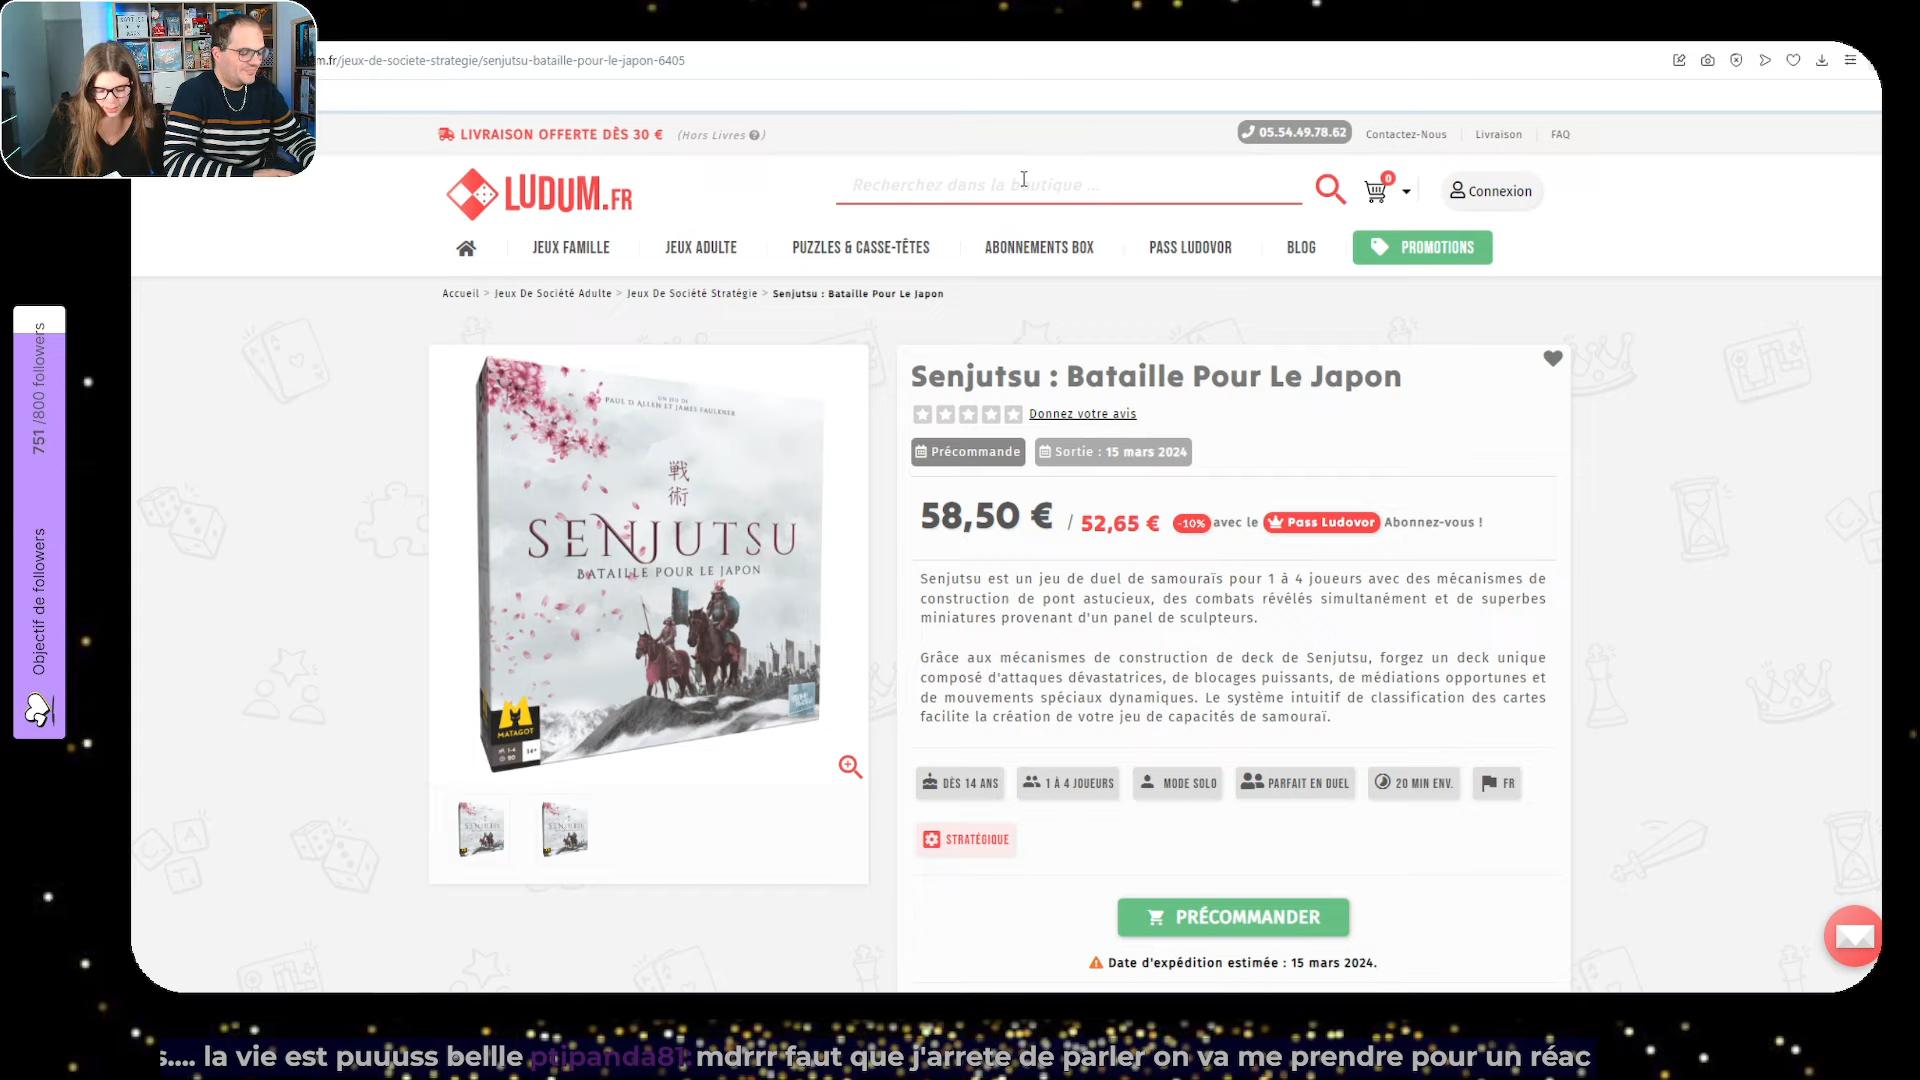 m.fr/jeux-de-societe-strategie/senjutsu-bataille-pour-le-japon-6405
LIVRAISON OFFERTE DÈS 30 € (Hors Livres ?)
05.54.49.78.62 Contactez-Nous Livraison FAQ
LUDUM.FR
Recherchez dans la boutique ...
0
Connexion
JEUX FAMILLE JEUX ADULTE PUZZLES & CASSE-TÊTES ABONNEMENTS BOX PASS LUDOVOR BLOG PROMOTIONS
Accueil > Jeux De Société Adulte > Jeux De Société Stratégie > Senjutsu : Bataille Pour Le Japon
UN JEU DE
PAUL D ALLEN ET JAMES FAULKNER
戦
術
SENJUTSU
BATAILLE POUR LE JAPON
MATAGOT
1-4 14+
Senjutsu : Bataille Pour Le Japon
Donnez votre avis
Précommande Sortie : 15 mars 2024
58,50 € / 52,65 € -10% avec le Pass Ludovor Abonnez-vous !
Senjutsu est un jeu de duel de samouraïs pour 1 à 4 joueurs avec des mécanismes de
construction de pont astucieux, des combats révélés simultanément et de superbes
miniatures provenant d'un panel de sculpteurs.
Grâce aux mécanismes de construction de deck de Senjutsu, forgez un deck unique
composé d'attaques dévastatrices, de blocages puissants, de médiations opportunes et
de mouvements spéciaux dynamiques. Le système intuitif de classification des cartes
facilite la création de votre jeu de capacités de samouraï.
DÈS 14 ANS 1 À 4 JOUEURS MODE SOLO PARFAIT EN DUEL 20 MIN ENV. FR
STRATÉGIQUE
PRÉCOMMANDER
Date d'expédition estimée : 15 mars 2024.
Objectif de followers 751 /800 followers
s.... la vie est puuuss bellle ptipanda81: mdrrr faut que j'arrete de parler on va me prendre pour un réac